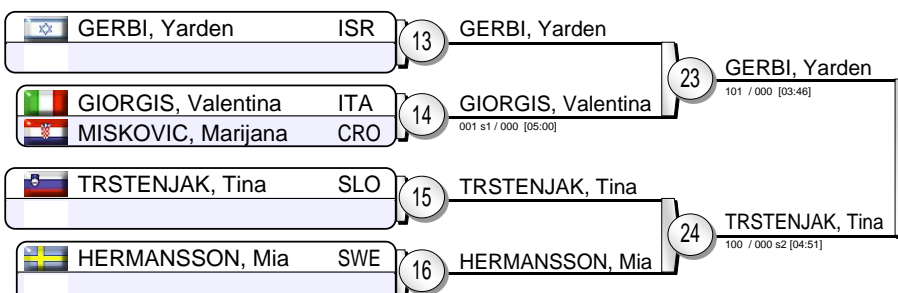 GERBI, Yarden ISR
13
GERBI, Yarden
23
GERBI, Yarden
101 / 000 [03:46]
GIORGIS, Valentina ITA
MISKOVIC, Marijana CRO
14
GIORGIS, Valentina
001 s1 / 000 [05:00]
TRSTENJAK, Tina SLO
15
TRSTENJAK, Tina
24
TRSTENJAK, Tina
100 / 000 s2 [04:51]
HERMANSSON, Mia SWE
16
HERMANSSON, Mia